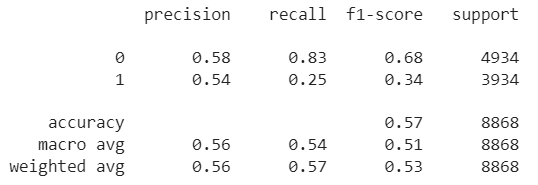 precision recall f1-score support
0 0.58 0.83 0.68 4934
1 0.54 0.25 0.34 3934
accuracy 0.57 8868
macro avg 0.56 0.54 0.51 8868
weighted avg 0.56 0.57 0.53 8868